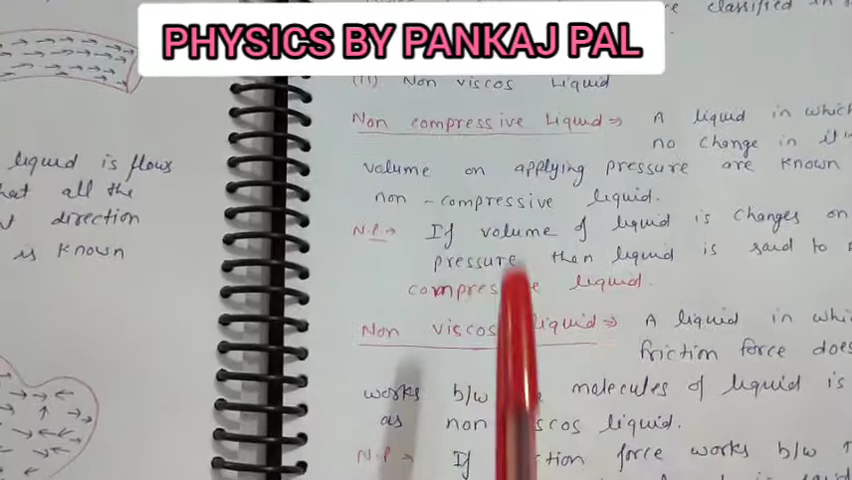 PHYSICS BY PANKAJ PAL
classified in
(ii) Non viscos Liquid
Non compressive Liquid ⇒ A liquid in which
no change in it's
volume on applying pressure are known
non - compressive liquid.
N.P.→ If volume of liquid is changes on
pressure then liquid is said to
compressive liquid.
Non viscos liquid ⇒ A liquid in
friction force does
works b/w molecules of liquid is
as non viscos liquid.
N.P → If friction force works b/w
liquid is flows
all the
direction
is known